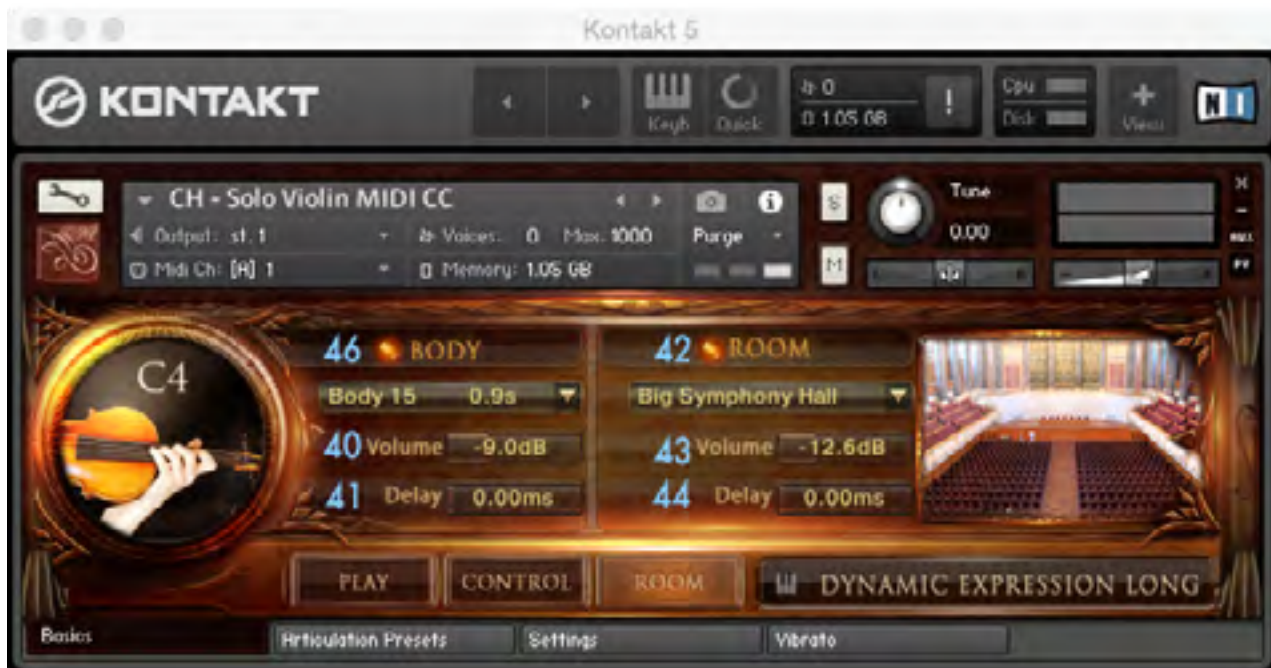 Kontakt 5
KONTAKT
Keyb
Quick
0
1.05 GB
!
Cpu
Disk
+
View
NI
CH - Solo Violin MIDI CC
i
S
Tune
Output: st. 1
Voices: 0 Max: 1000
Purge
0.00
Midi Ch: [A] 1
Memory: 1.05 GB
M
L
R
C4
46 BODY
42 ROOM
Body 15 0.9s
Big Symphony Hall
40 Volume -9.0dB
43 Volume -12.6dB
41 Delay 0.00ms
44 Delay 0.00ms
PLAY
CONTROL
ROOM
DYNAMIC EXPRESSION LONG
Basics
Articulation Presets
Settings
Vibrato